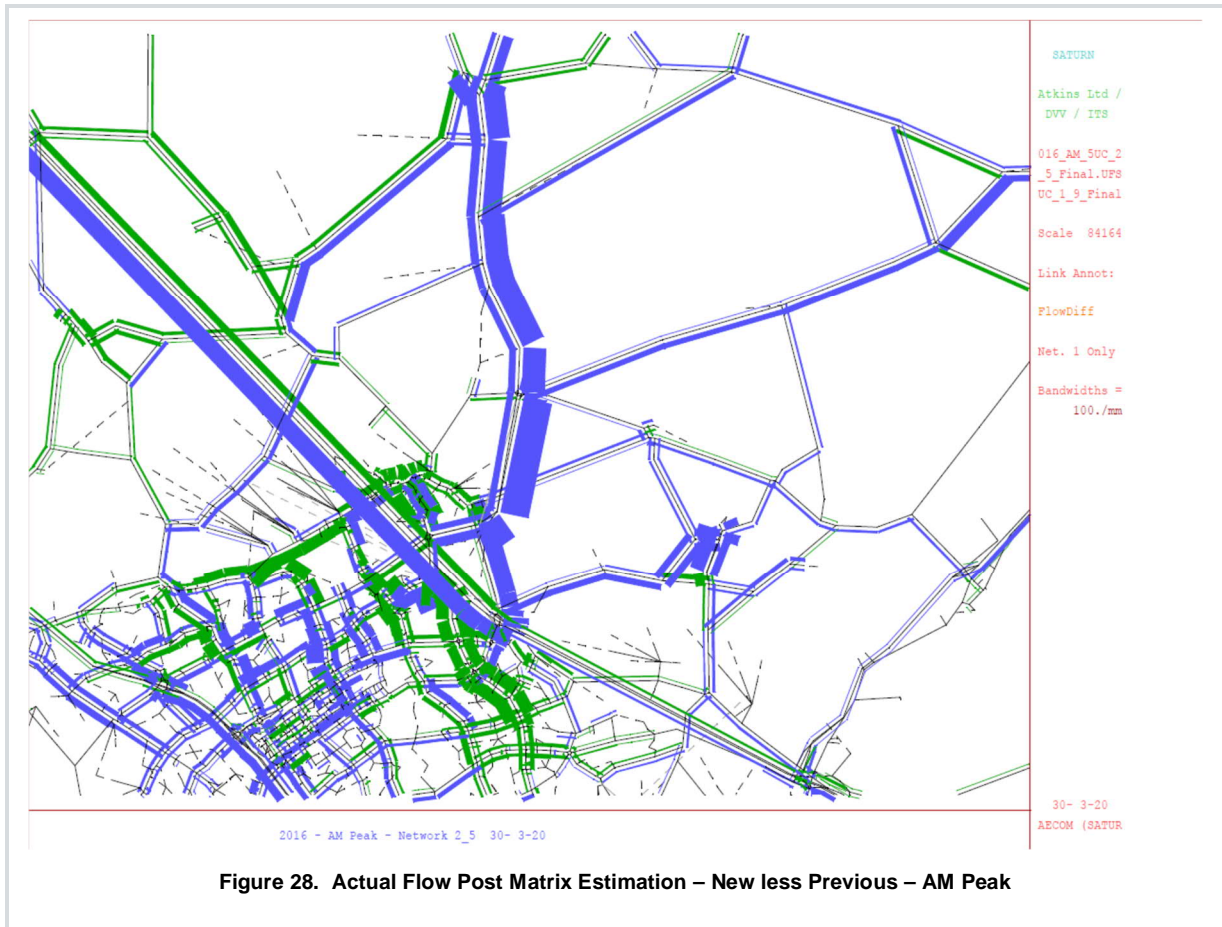 SATURN
Atkins Ltd /
DVV / ITS
016_AM_5UC_2
_5_Final.UFS
UC_1_9_Final
Scale 84164
Link Annot:
FlowDiff
Net. 1 Only
Bandwidths =
100./mm
30- 3-20
AECOM (SATUR
2016 - AM Peak - Network 2_5 30- 3-20
Figure 28. Actual Flow Post Matrix Estimation – New less Previous – AM Peak